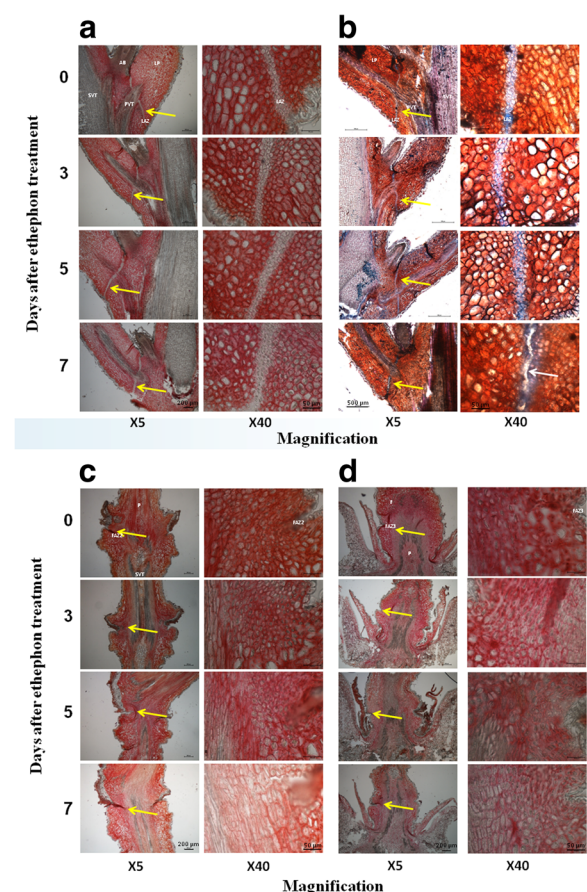 a b
0
AB LP SVT PVT LAZ
LAZ
LP SVT LAZ
LAZ
3
5
7
200 µm
50 µm
500 µm
Days after ethephon treatment
X5 X40 X5 X40
Magnification
c d
0
P FAZ2 SVT
FAZ2
FAZ3 P
FAZ3
3
5
7
200 µm
50 µm
200 µm
50 µm
Days after ethephon treatment
X5 X40 X5 X40
Magnification